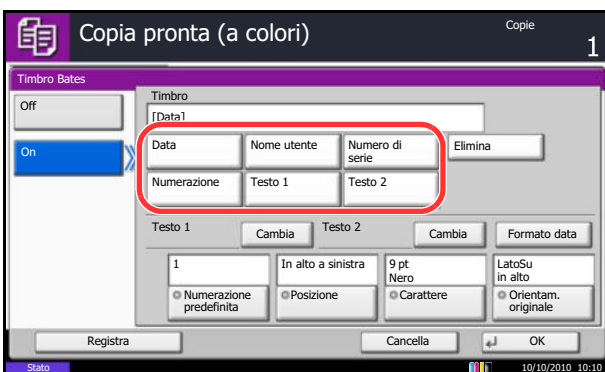 Copia pronta (a colori)
Copie
1
Timbro Bates
Off
On
Timbro
[Data]
Data
Nome utente
Numero di
serie
Elimina
Numerazione
Testo 1
Testo 2
Testo 1
Cambia
Testo 2
Cambia
Formato data
1
In alto a sinistra
9 pt
Nero
LatoSu
in alto
Numerazione
predefinita
Posizione
Carattere
Orientam.
originale
Registra
Cancella
OK
Stato
10/10/2010 10:10